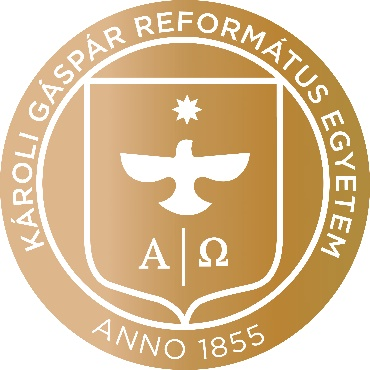 KÁROLI GÁSPÁR REFORMÁTUS EGYETEM
Α|Ω
ANNO 1855